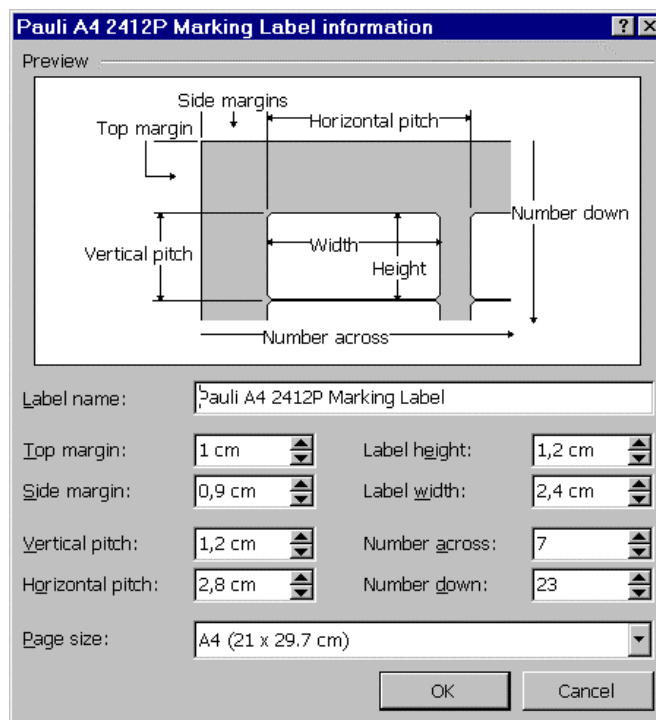 Pauli A4 2412P Marking Label information
Preview
Side margins
Horizontal pitch
Top margin
Number down
Width
Vertical pitch
Height
Number across
Label name: Pauli A4 2412P Marking Label
Top margin: 1 cm Label height: 1,2 cm
Side margin: 0,9 cm Label width: 2,4 cm
Vertical pitch: 1,2 cm Number across: 7
Horizontal pitch: 2,8 cm Number down: 23
Page size: A4 (21 x 29.7 cm)
OK Cancel